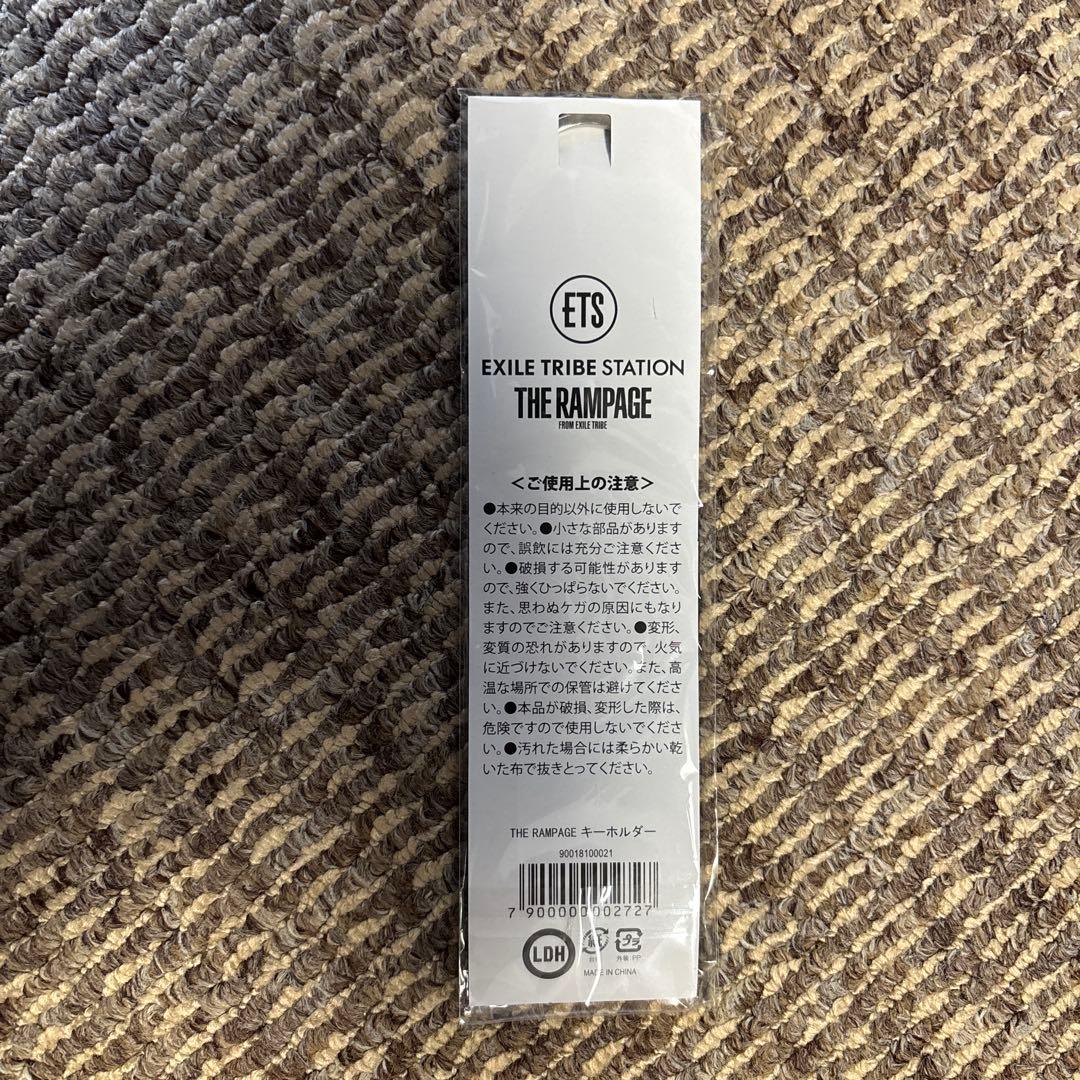 ETS
EXILE TRIBE STATION
THE RAMPAGE
FROM EXILE TRIBE
＜ご使用上の注意＞
●本来の目的以外に使用しないで
ください。●小さな部品があります
ので、誤飲には充分ご注意くださ
い。●破損する可能性があります
ので、強くひっぱらないでください。
また、思わぬケガの原因にもなり
ますのでご注意ください。●変形、
変質の恐れがありますので、火気
に近づけないでください。また、高
温な場所での保管は避けてくださ
い。●本品が破損、変形した際は、
危険ですので使用しないでくださ
い。●汚れた場合には柔らかい乾
いた布で抜きとってください。
THE RAMPAGE キーホルダー
90018100021
7 900000 002727
LDH
紙 プラ
台 外袋:PP
MADE IN CHINA